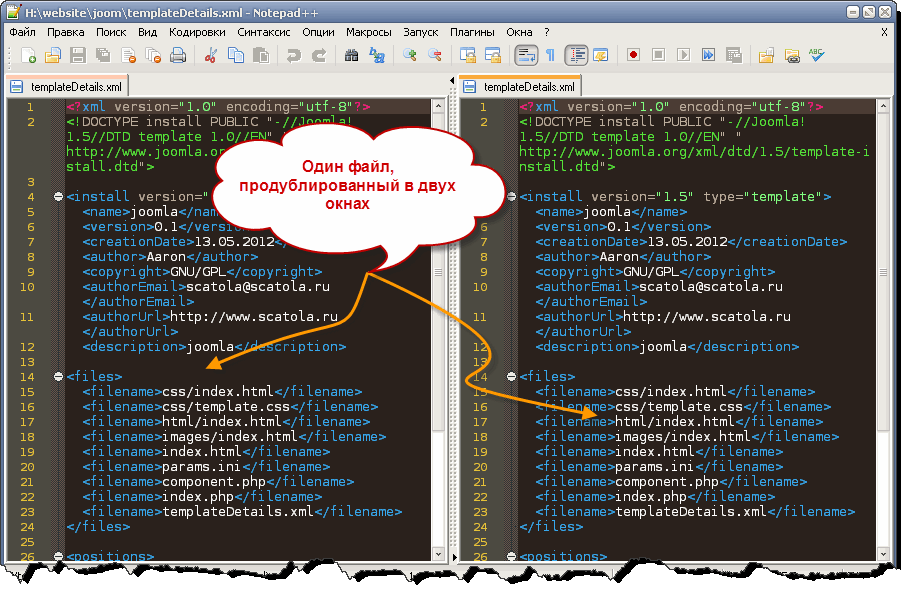 H:\website\joom\templateDetails.xml - Notepad++
Файл Правка Поиск Вид Кодировки Синтаксис Опции Макросы Запуск Плагины Окна ? X
templateDetails.xml
1 <?xml version="1.0" encoding="utf-8"?>
2 <!DOCTYPE install PUBLIC "-//Joomla!
1.5//DTD template 1.0//EN"
http://www.joomla.or
stall.dtd">
3
4 <install version="
5 <name>joomla</nam
6 <version>0.1</version>
7 <creationDate>13.05.2012</
8 <author>Aaron</author>
9 <copyright>GNU/GPL</copyright>
10 <authorEmail>scatola@scatola.ru
</authorEmail>
11 <authorUrl>http://www.scatola.ru
</authorUrl>
12 <description>joomla</description>
13
14 <files>
15 <filename>css/index.html</filename>
16 <filename>css/template.css</filename>
17 <filename>html/index.html</filename>
18 <filename>images/index.html</filename>
19 <filename>index.html</filename>
20 <filename>params.ini</filename>
21 <filename>component.php</filename>
22 <filename>index.php</filename>
23 <filename>templateDetails.xml</filename>
24 </files>
25
26 <positions>
Один файл,
продублированный в двух
окнах
templateDetails.xml
1 <?xml version="1.0" encoding="utf-8"?>
2 <!DOCTYPE install PUBLIC "-//Joomla!
1.5//DTD template 1.0//EN" "
http://www.joomla.org/xml/dtd/1.5/template-i
nstall.dtd">
<install version="1.5" type="template">
<name>joomla</name>
6 <version>0.1</version>
7 <creationDate>13.05.2012</creationDate>
8 <author>Aaron</author>
9 <copyright>GNU/GPL</copyright>
10 <authorEmail>scatola@scatola.ru
</authorEmail>
11 <authorUrl>http://www.scatola.ru
</authorUrl>
12 <description>joomla</description>
13
14 <files>
15 <filename>css/index.html</filename>
16 <filename>css/template.css</filename>
17 <filename>html/index.html</filename>
18 <filename>images/index.html</filename>
19 <filename>index.html</filename>
20 <filename>params.ini</filename>
21 <filename>component.php</filename>
22 <filename>index.php</filename>
23 <filename>templateDetails.xml</filename>
24 </files>
25
26 <positions>